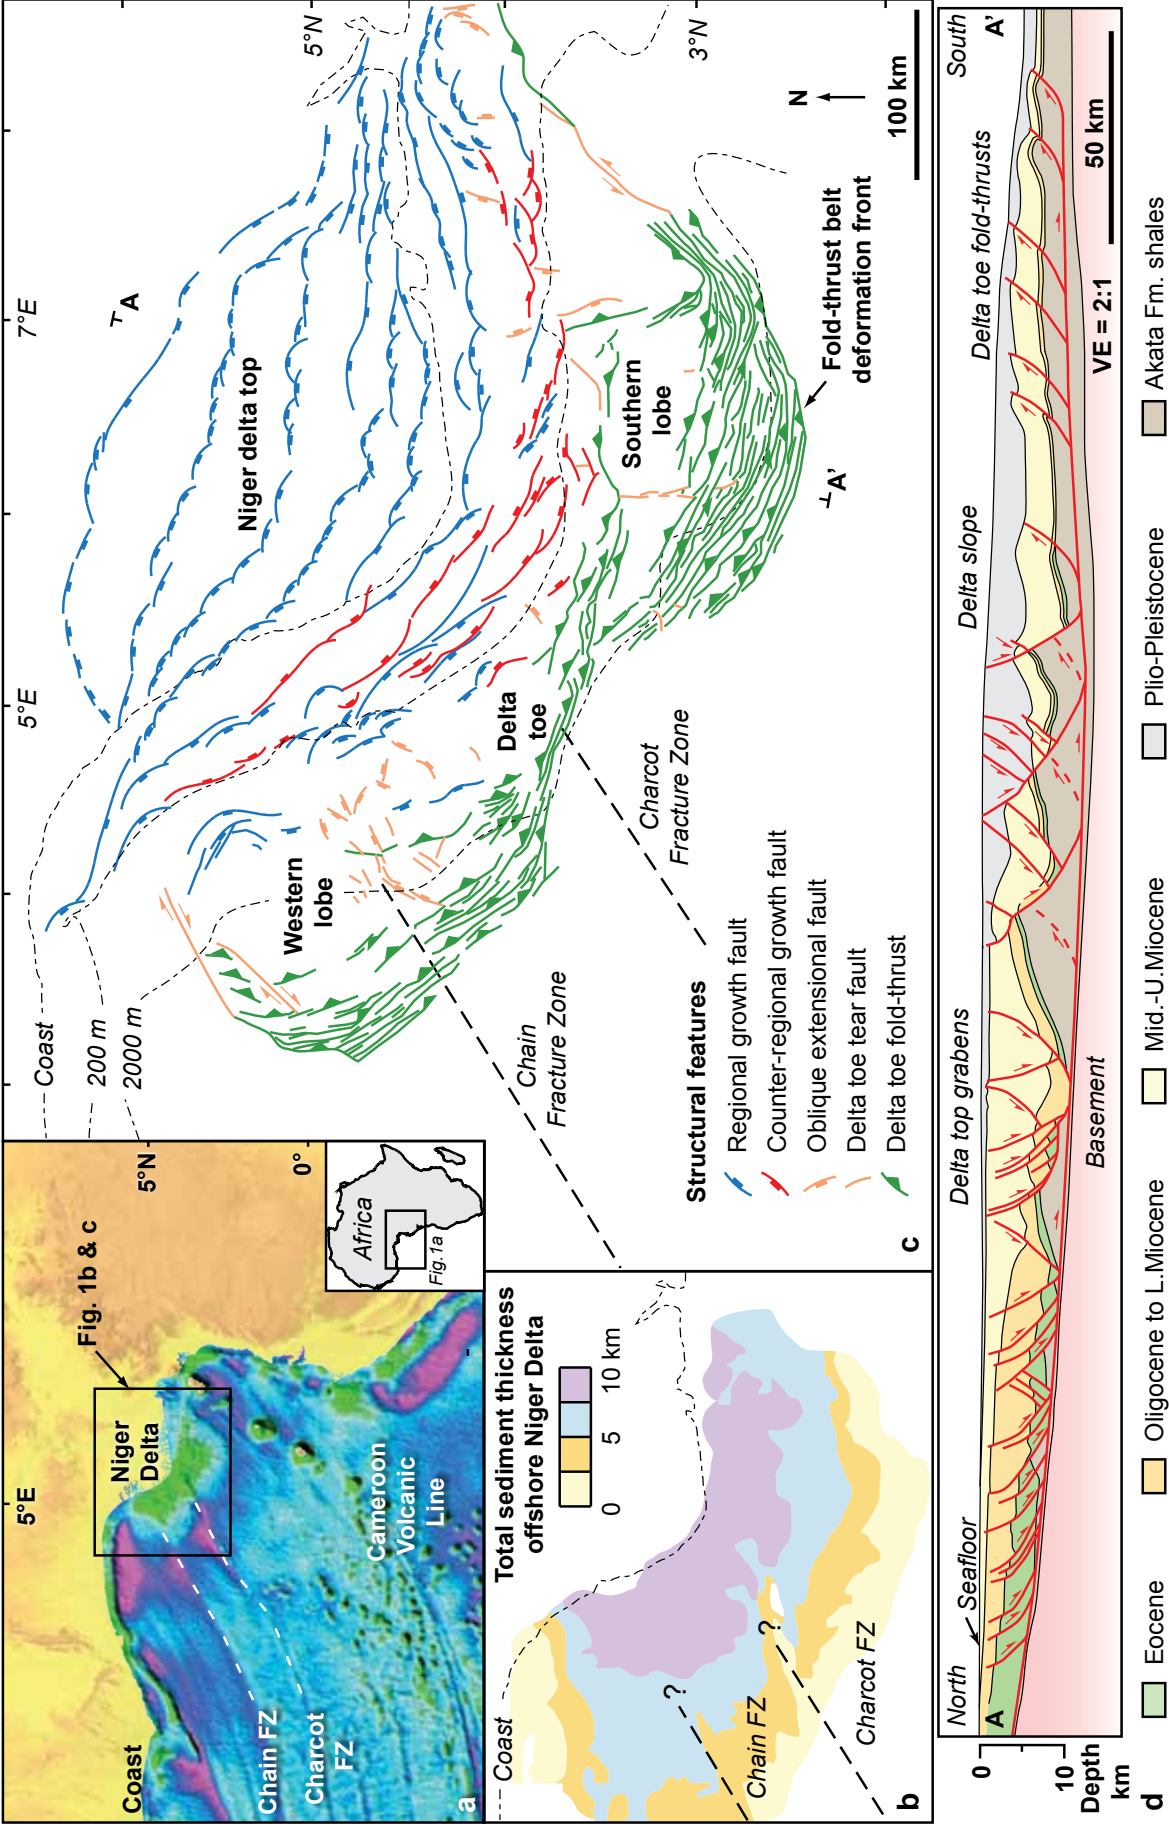 5°E
5°N
0°
Fig. 1b & c
Niger
Delta
Coast
Chain FZ
Charcot
FZ
Cameroon
Volcanic
Line
Africa
Fig.1a
a
Total sediment thickness
offshore Niger Delta
0
5
10 km
Coast
?
?
Chain FZ
Charcot FZ
b
5°E
7°E
5°N
3°N
Coast
200 m
2000 m
A
A'
Niger delta top
Western
lobe
Delta
toe
Southern
lobe
Fold-thrust belt
deformation front
Chain
Fracture Zone
Charcot
Fracture Zone
N
100 km
Structural features
Regional growth fault
Counter-regional growth fault
Oblique extensional fault
Delta toe tear fault
Delta toe fold-thrust
c
North
Seafloor
Delta top grabens
Delta slope
Delta toe fold-thrusts
South
A
A'
0
10
Depth
km
Basement
VE = 2:1
50 km
d
Eocene
Oligocene to L.Miocene
Mid.-U.Miocene
Plio-Pleistocene
Akata Fm. shales